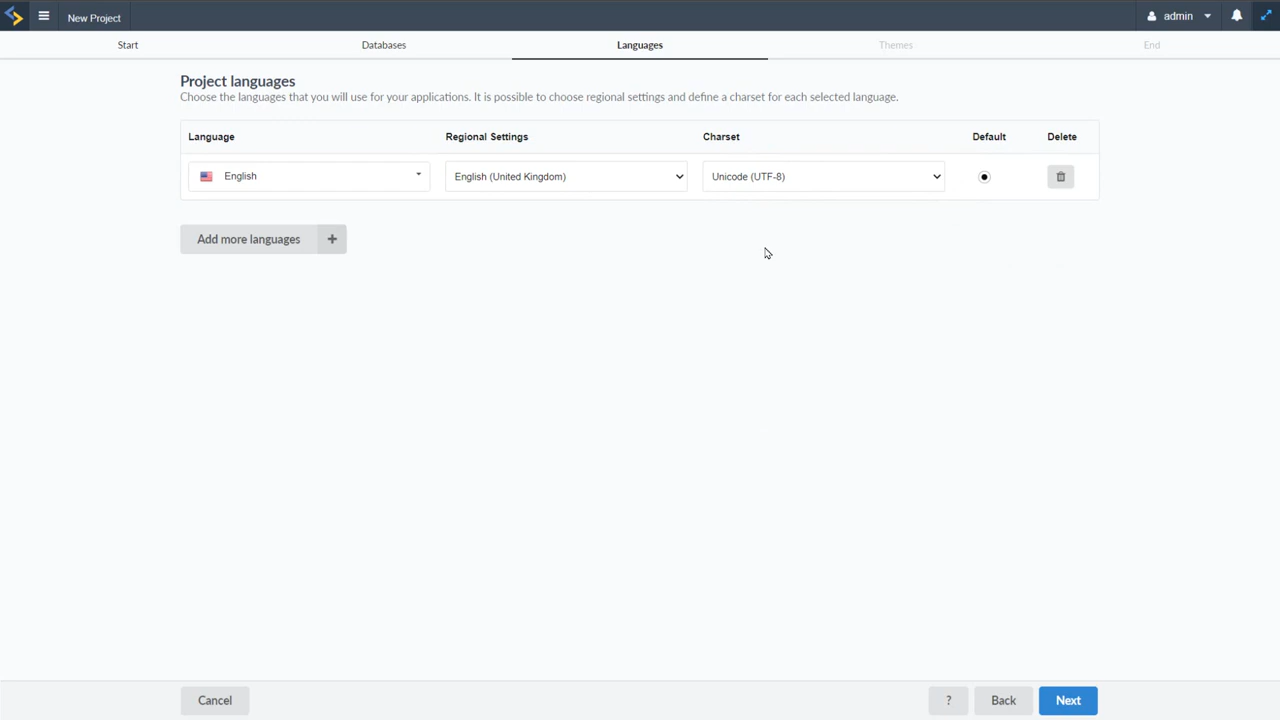 New Project
admin
Start
Databases
Languages
Themes
End
Project languages
Choose the languages that you will use for your applications. It is possible to choose regional settings and define a charset for each selected language.
Language
Regional Settings
Charset
Default
Delete
English
English (United Kingdom)
Unicode (UTF-8)
Add more languages +
Cancel
?
Back
Next